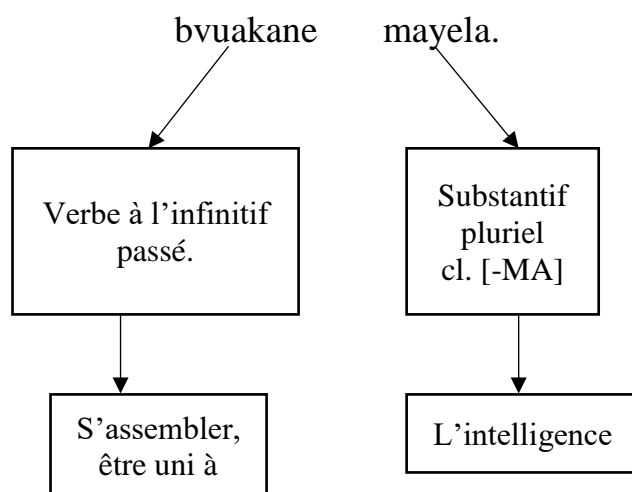 bvuakane mayela.
Verbe à l’infinitif
passé.
Substantif
pluriel
cl. [-MA]
S’assembler,
être uni à
L’intelligence